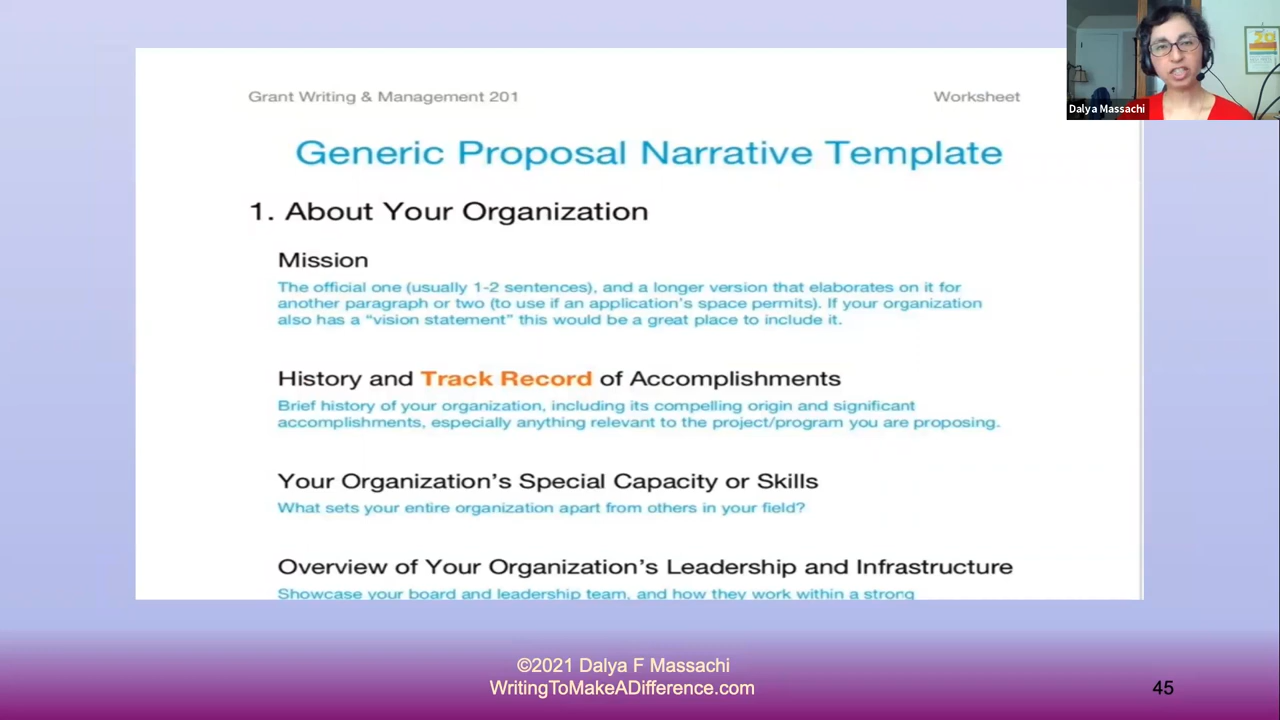 Grant Writing & Management 201
Worksheet
Dalya Massachi
Generic Proposal Narrative Template
1. About Your Organization
Mission
The official one (usually 1-2 sentences), and a longer version that elaborates on it for
another paragraph or two (to use if an application's space permits). If your organization
also has a “vision statement” this would be a great place to include it.
History and Track Record of Accomplishments
Brief history of your organization, including its compelling origin and significant
accomplishments, especially anything relevant to the project/program you are proposing.
Your Organization's Special Capacity or Skills
What sets your entire organization apart from others in your field?
Overview of Your Organization's Leadership and Infrastructure
Showcase your board and leadership team, and how they work within a strong
©2021 Dalya F Massachi
WritingToMakeADifference.com
45